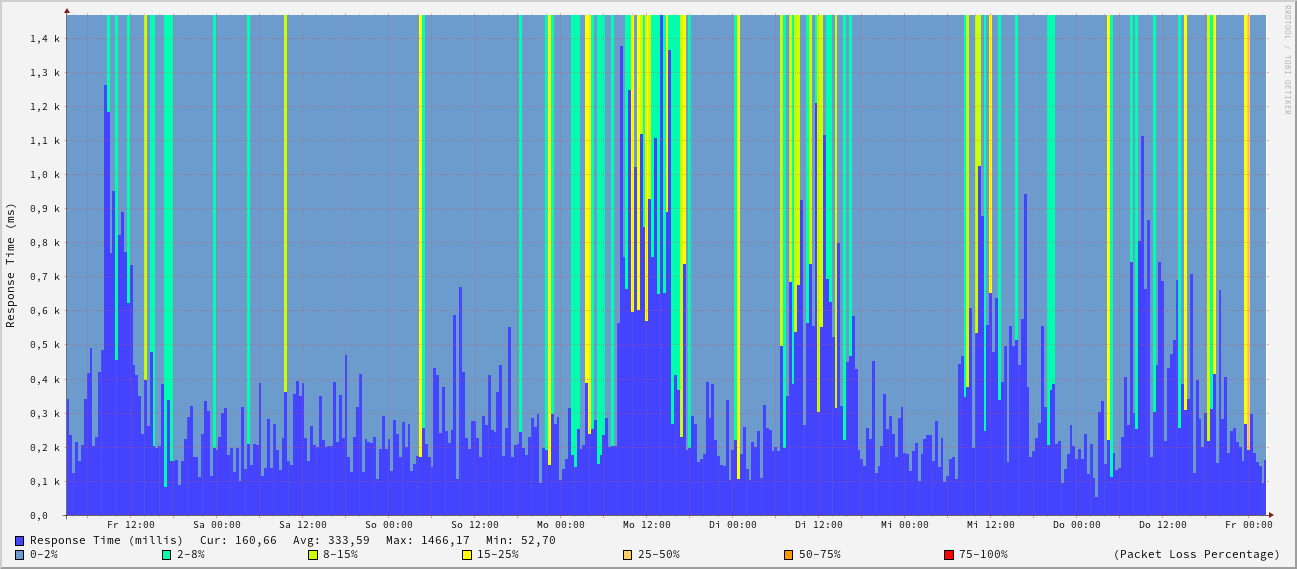 RRDTOOL / TOBI OETIKER
Response Time (ms)
1,4 k
1,3 k
1,2 k
1,1 k
1,0 k
0,9 k
0,8 k
0,7 k
0,6 k
0,5 k
0,4 k
0,3 k
0,2 k
0,1 k
0,0
Fr 12:00 Sa 00:00 Sa 12:00 So 00:00 So 12:00 Mo 00:00 Mo 12:00 Di 00:00 Di 12:00 Mi 00:00 Mi 12:00 Do 00:00 Do 12:00 Fr 00:00
Response Time (millis) Cur: 160,66 Avg: 333,59 Max: 1466,17 Min: 52,70
0-2% 2-8% 8-15% 15-25% 25-50% 50-75% 75-100% (Packet Loss Percentage)